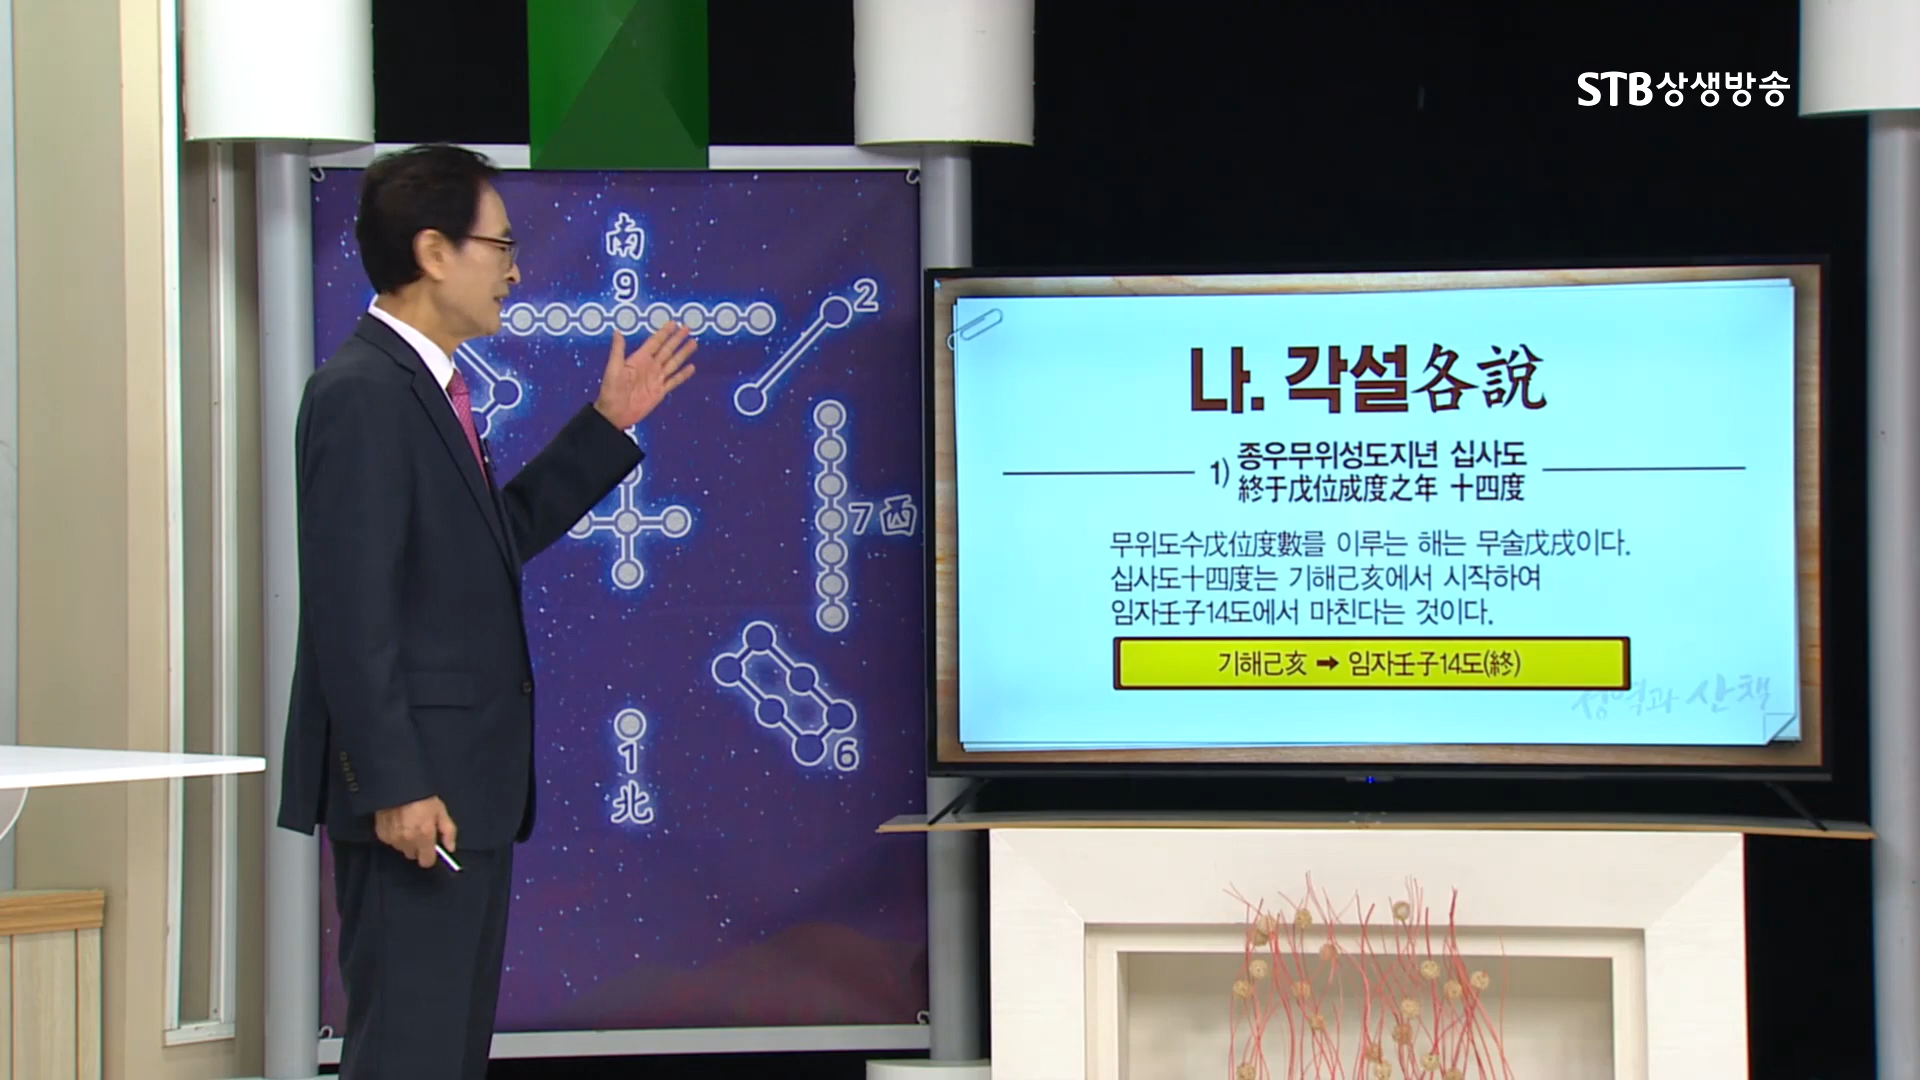 STB상생방송
南
9
2
7 西
6
1
北
나. 각설各說
1) 종우무위성도지년 십사도
終于戊位成度之年 十四度
무위도수戊位度數를 이루는 해는 무술戊戌이다.
십사도十四度는 기해己亥에서 시작하여
임자壬子14도에서 마친다는 것이다.
기해己亥 ➡ 임자壬子14도(終)
정역과 산책